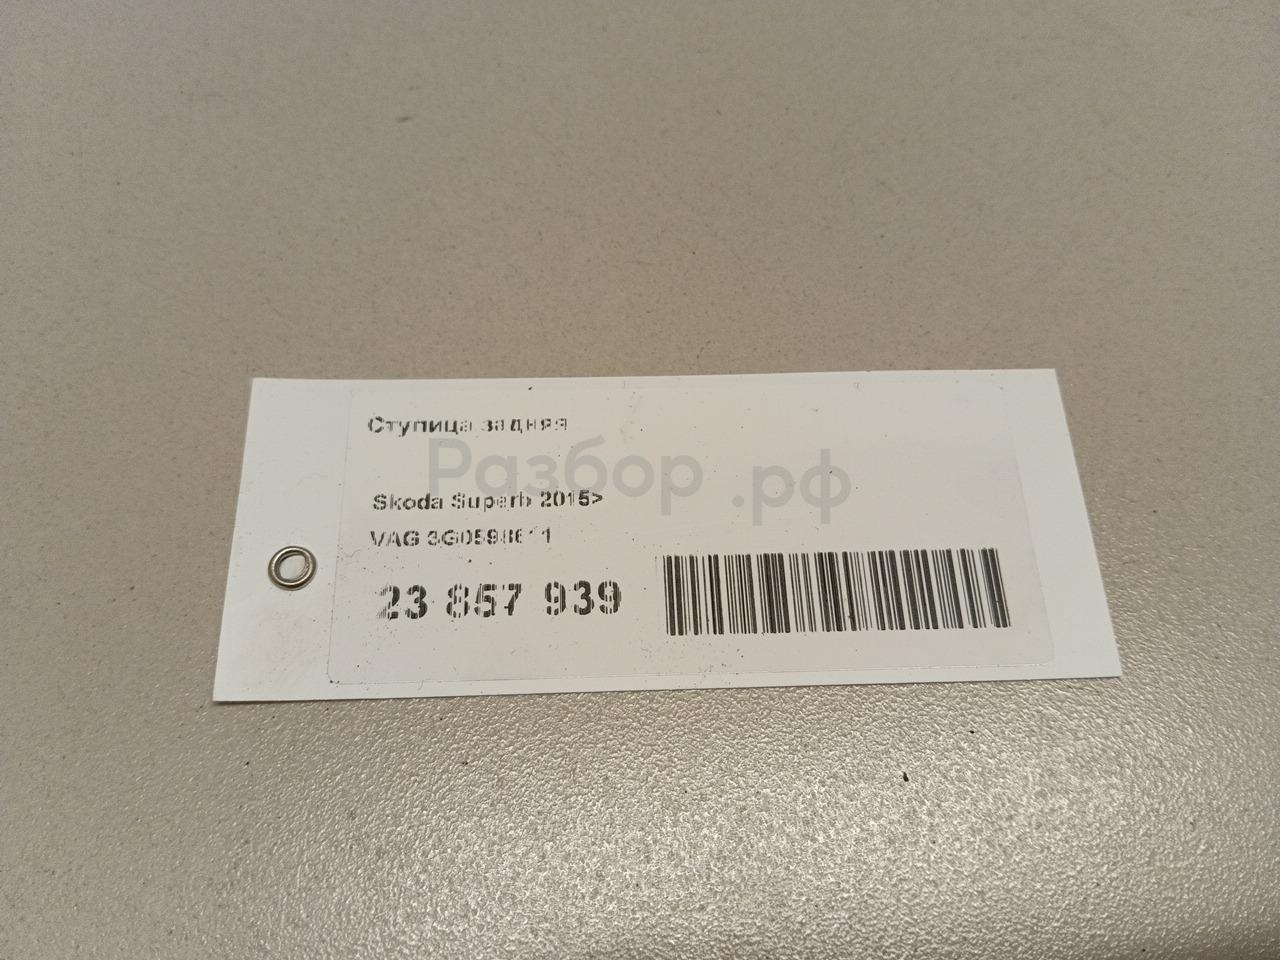 Ступица задняя
Разбор.рф
Skoda Superb 2015>
VAG 3G0598611
23 857 939